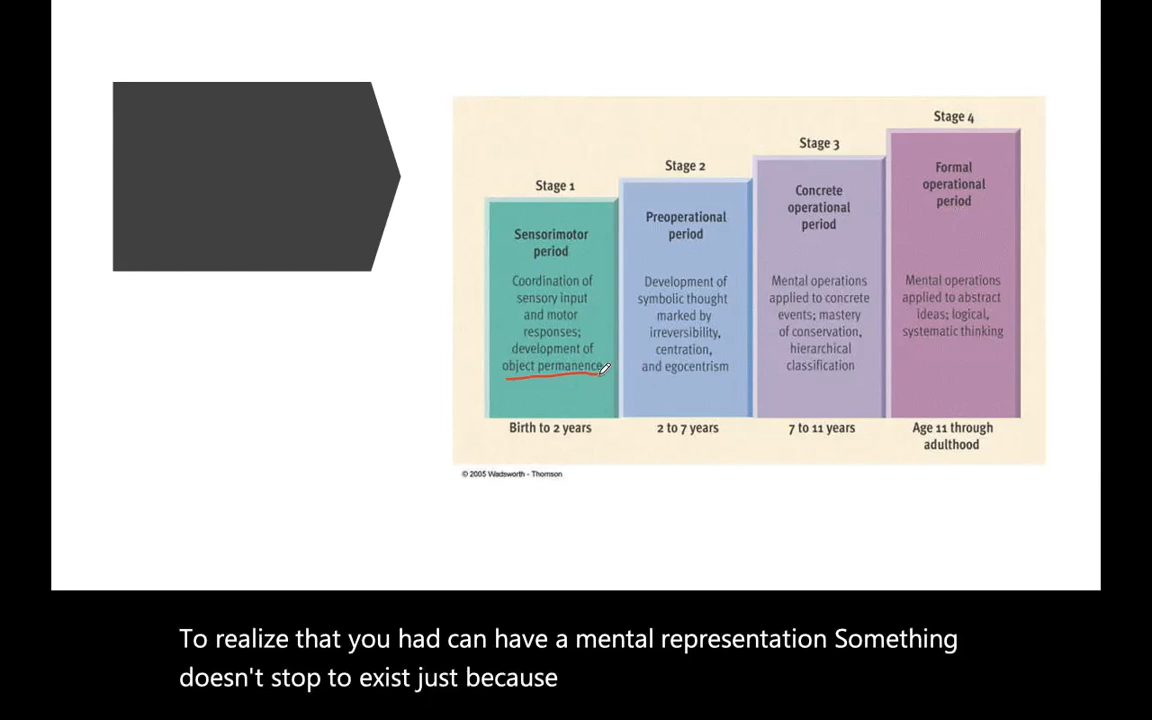 Stage 1
Sensorimotor
period
Coordination of
sensory input
and motor
responses;
development of
object permanence
Birth to 2 years
Stage 2
Preoperational
period
Development of
symbolic thought
marked by
irreversibility,
centration,
and egocentrism
2 to 7 years
Stage 3
Concrete
operational
period
Mental operations
applied to concrete
events; mastery
of conservation,
hierarchical
classification
7 to 11 years
Stage 4
Formal
operational
period
Mental operations
applied to abstract
ideas; logical,
systematic thinking
Age 11 through
adulthood
© 2005 Wadsworth - Thomson
To realize that you had can have a mental representation Something
doesn't stop to exist just because